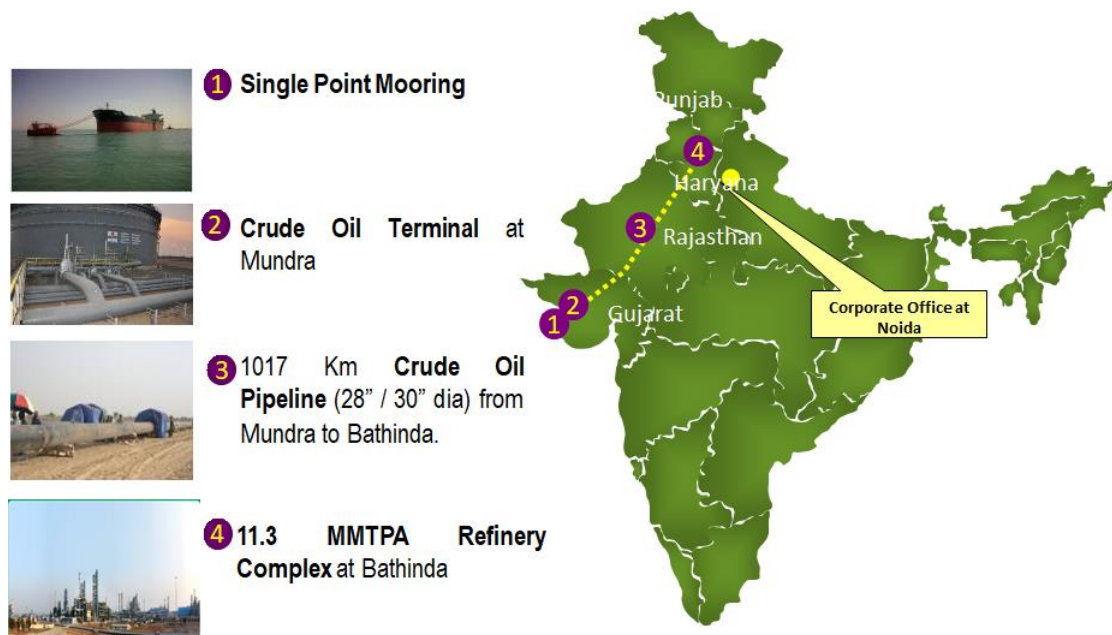 1 Single Point Mooring
2 Crude Oil Terminal at
Mundra
3 1017 Km Crude Oil
Pipeline (28” / 30” dia) from
Mundra to Bathinda.
4 11.3 MMTPA Refinery
Complex at Bathinda
Punjab
4
Haryana
3
Rajasthan
2
1
Gujarat
Corporate Office at
Noida